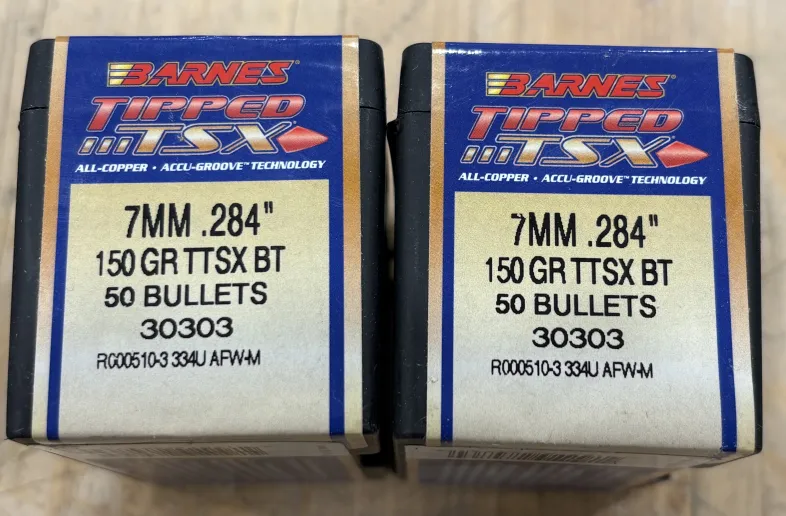 BARNES®
TIPPED
TSX®
ALL-COPPER • ACCU-GROOVE™ TECHNOLOGY
7MM .284"
150 GR TTSX BT
50 BULLETS
30303
RG00510-3 334U AFW-M
BARNES®
TIPPED
TSX®
ALL-COPPER • ACCU-GROOVE™ TECHNOLOGY
7MM .284"
150 GR TTSX BT
50 BULLETS
30303
R000510-3 334U AFW-M